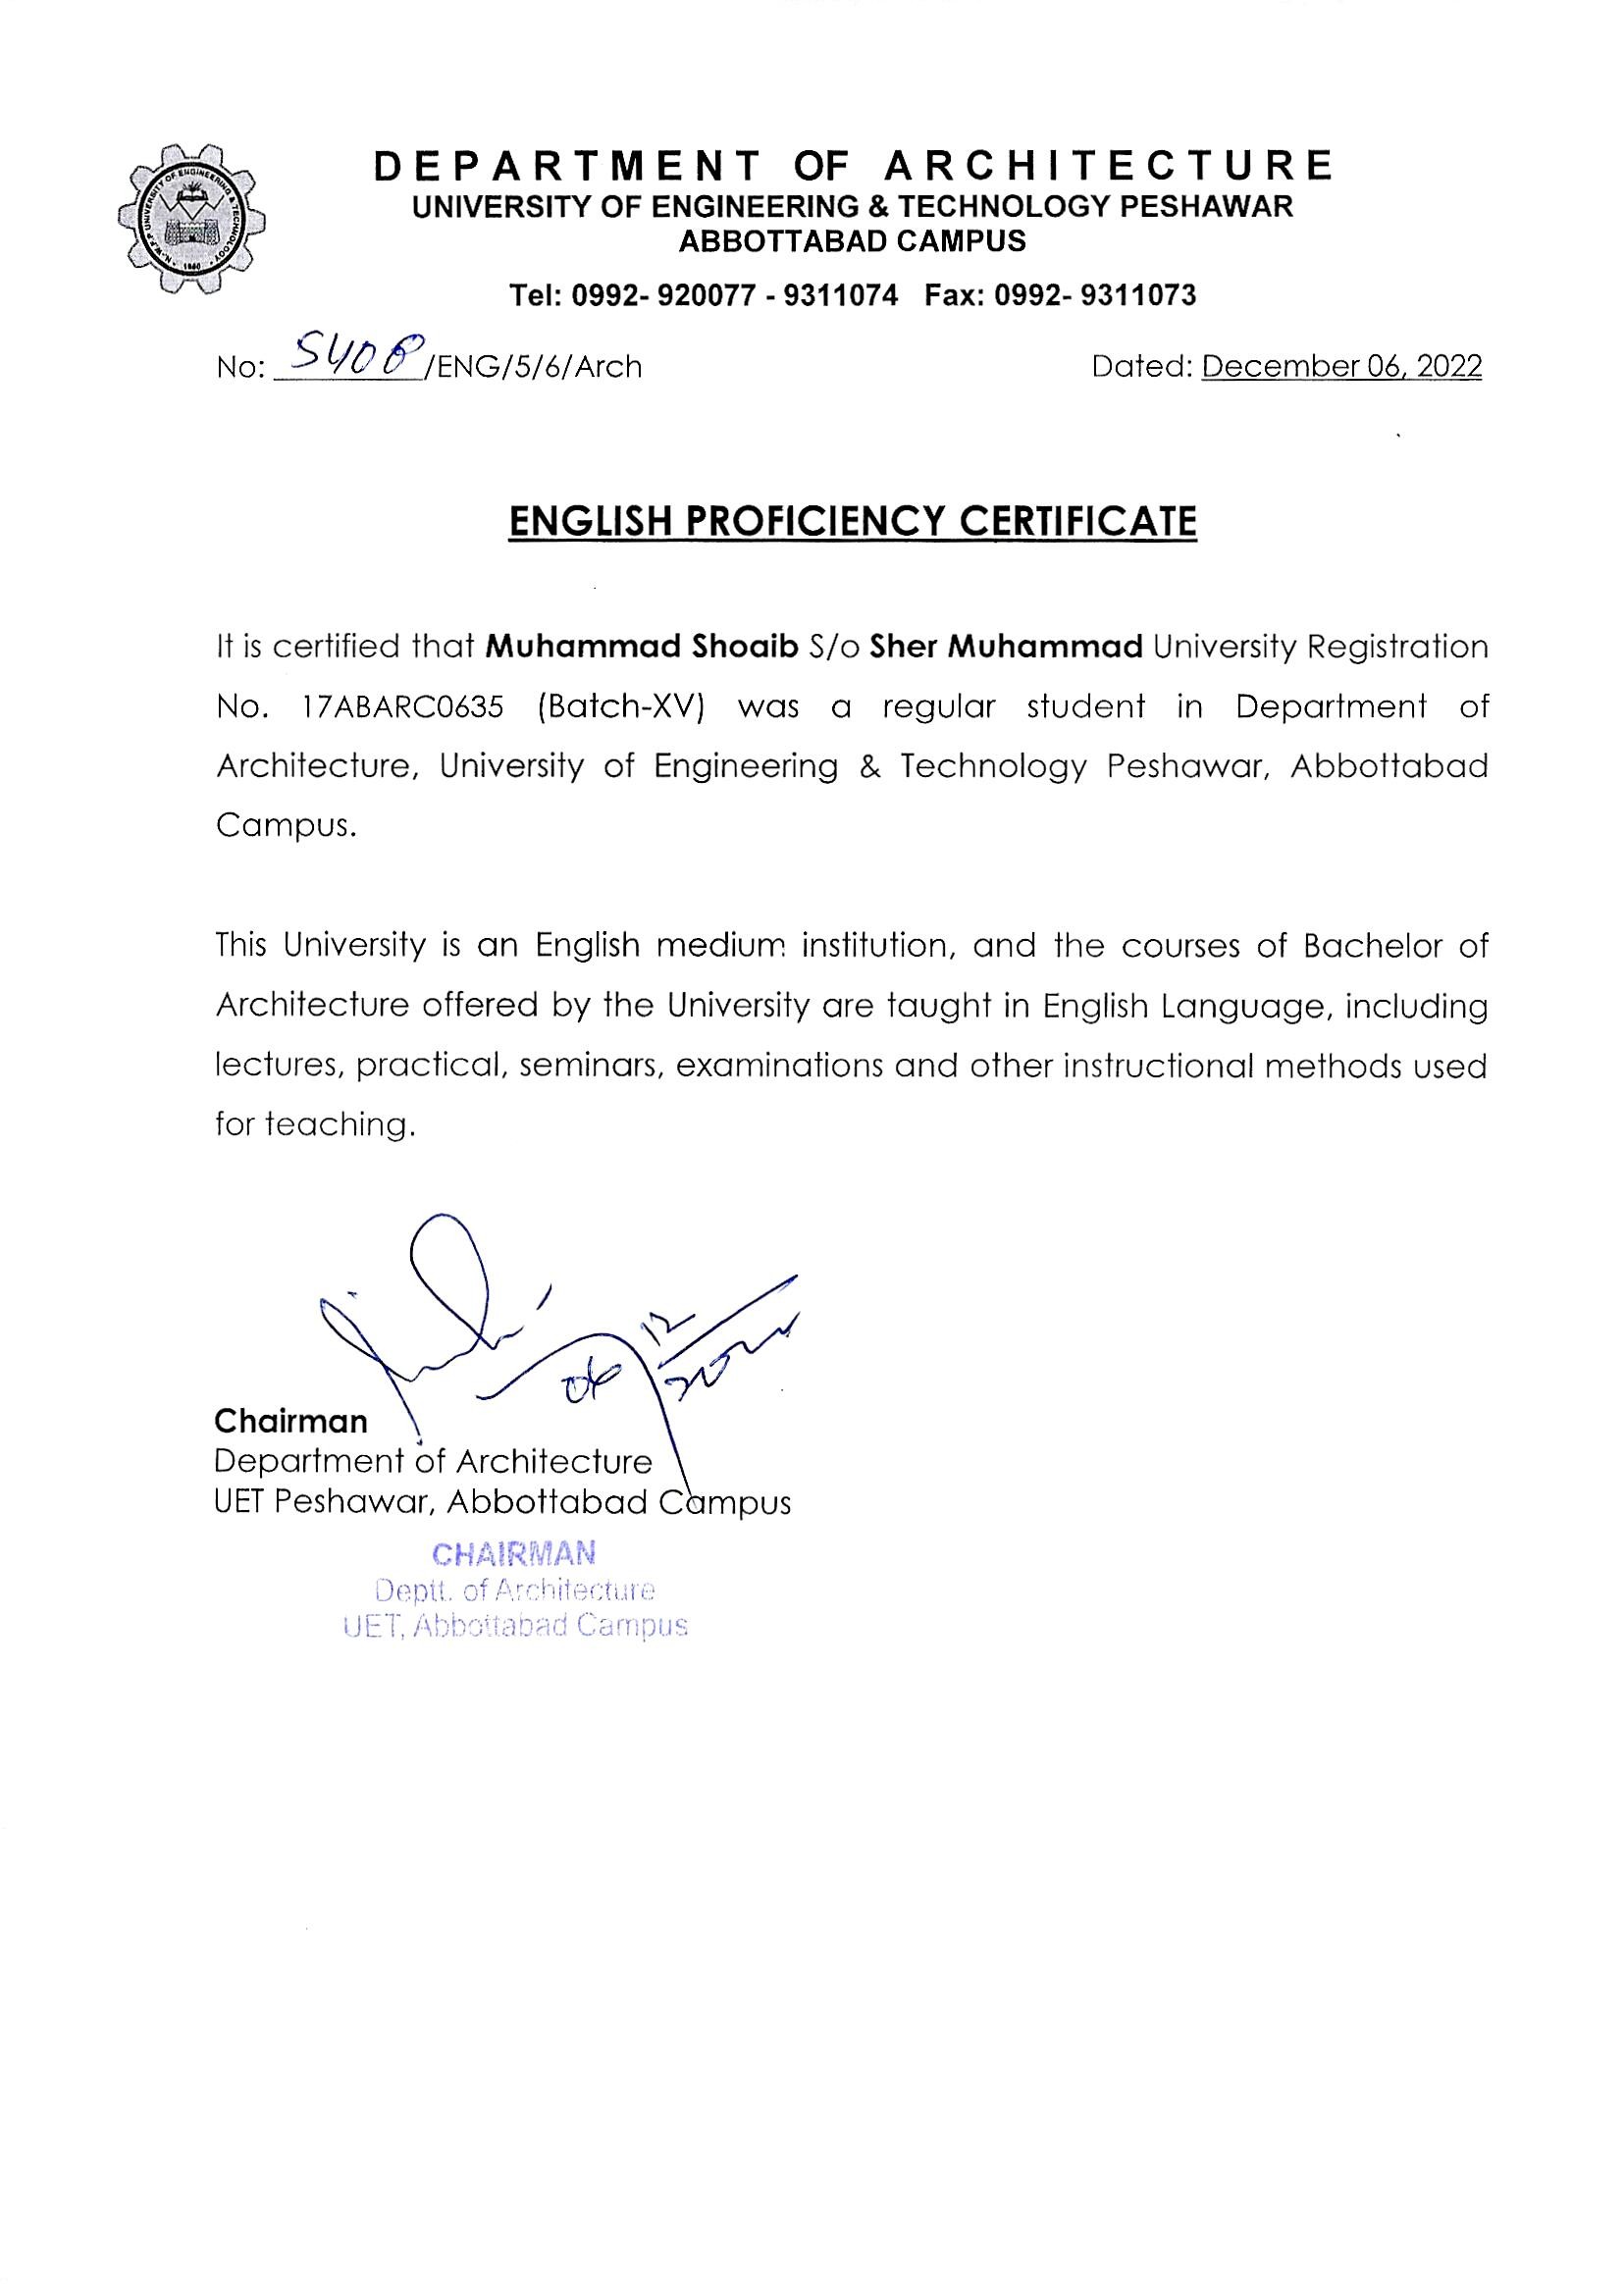 N.W.F.P UNIVERSITY OF ENGINEERING & TECHNOLOGY
DEPARTMENT OF ARCHITECTURE
UNIVERSITY OF ENGINEERING & TECHNOLOGY PESHAWAR
ABBOTTABAD CAMPUS
Tel: 0992- 920077 - 9311074 Fax: 0992- 9311073
No: 5408/ENG/5/6/Arch Dated: December 06, 2022
ENGLISH PROFICIENCY CERTIFICATE
It is certified that Muhammad Shoaib S/o Sher Muhammad University Registration
No. 17ABARC0635 (Batch-XV) was a regular student in Department of
Architecture, University of Engineering & Technology Peshawar, Abbottabad
Campus.
This University is an English medium institution, and the courses of Bachelor of
Architecture offered by the University are taught in English Language, including
lectures, practical, seminars, examinations and other instructional methods used
for teaching.
06 12
Chairman
Department of Architecture
UET Peshawar, Abbottabad Campus
CHAIRMAN
Deptt. of Architecture
UET, Abbottabad Campus